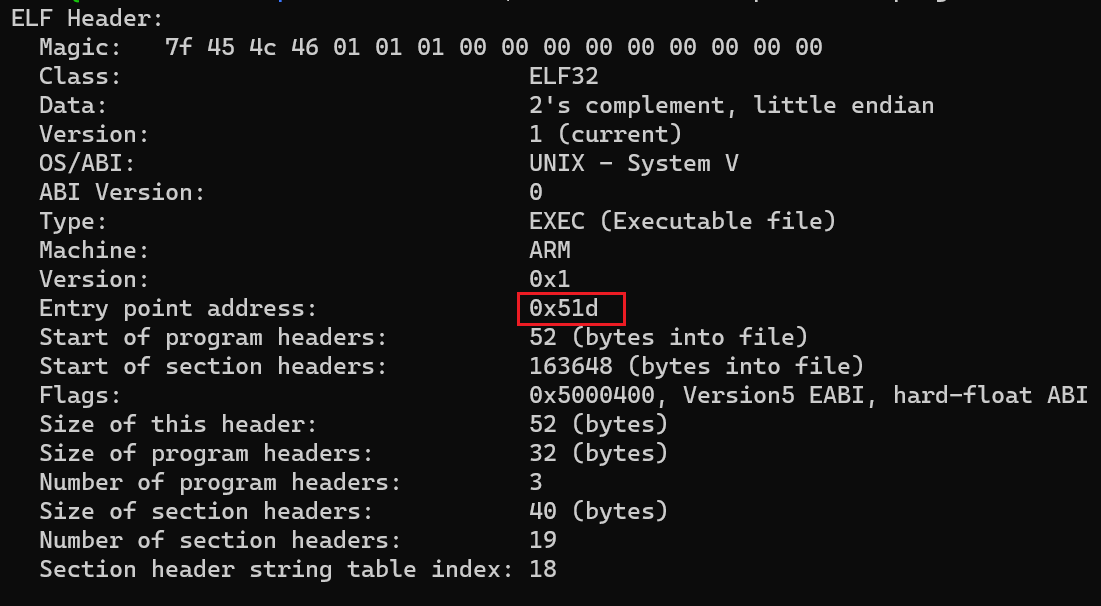 ELF Header:
Magic: 7f 45 4c 46 01 01 01 00 00 00 00 00 00 00 00 00
Class: ELF32
Data: 2's complement, little endian
Version: 1 (current)
OS/ABI: UNIX - System V
ABI Version: 0
Type: EXEC (Executable file)
Machine: ARM
Version: 0x1
Entry point address: 0x51d
Start of program headers: 52 (bytes into file)
Start of section headers: 163648 (bytes into file)
Flags: 0x5000400, Version5 EABI, hard-float ABI
Size of this header: 52 (bytes)
Size of program headers: 32 (bytes)
Number of program headers: 3
Size of section headers: 40 (bytes)
Number of section headers: 19
Section header string table index: 18